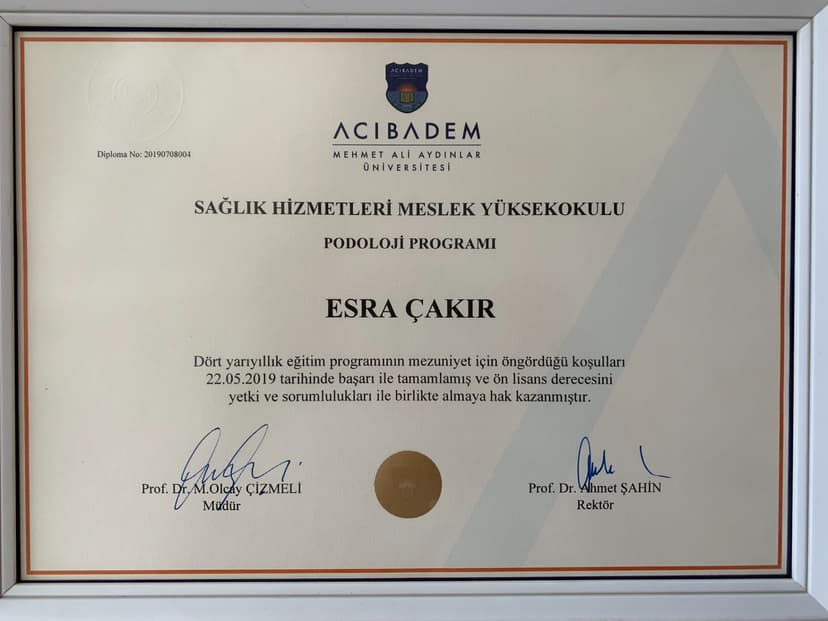 ACIBADEM
Diploma No: 20190708004
ACIBADEM
MEHMET ALİ AYDINLAR
ÜNİVERSİTESİ
SAĞLIK HİZMETLERİ MESLEK YÜKSEKOKULU
PODOLOJİ PROGRAMI
ESRA ÇAKIR
Dört yarıyıllık eğitim programının mezuniyet için öngördüğü koşulları
22.05.2019 tarihinde başarı ile tamamlamış ve ön lisans derecesini
yetki ve sorumlulukları ile birlikte almaya hak kazanmıştır.
Prof. Dr. M.Olcay ÇİZMELİ
Müdür
Prof. Dr. Ahmet ŞAHİN
Rektör